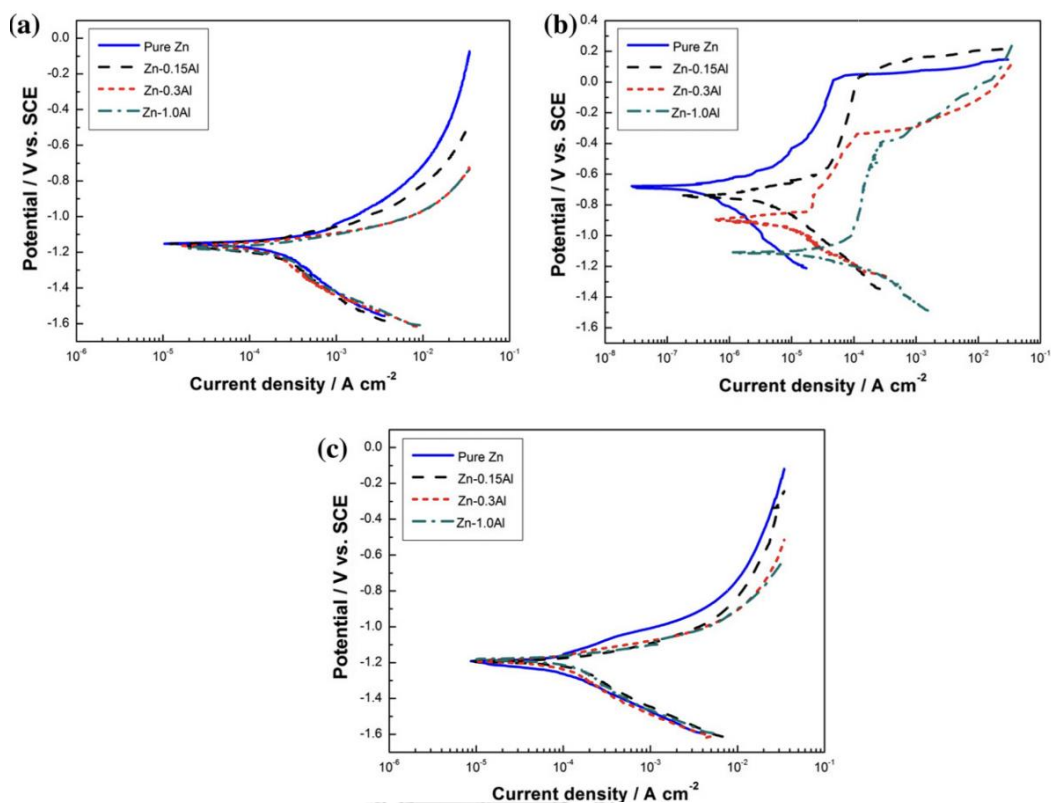 (a)
Pure Zn
Zn-0.15Al
Zn-0.3Al
Zn-1.0Al
Potential / V vs. SCE
0.0
-0.2
-0.4
-0.6
-0.8
-1.0
-1.2
-1.4
-1.6
10⁻⁶
10⁻⁵
10⁻⁴
10⁻³
10⁻²
10⁻¹
Current density / A cm⁻²
(b)
Pure Zn
Zn-0.15Al
Zn-0.3Al
Zn-1.0Al
Potential / V vs. SCE
0.4
0.2
0.0
-0.2
-0.4
-0.6
-0.8
-1.0
-1.2
-1.4
-1.6
10⁻⁸
10⁻⁷
10⁻⁶
10⁻⁵
10⁻⁴
10⁻³
10⁻²
10⁻¹
Current density / A cm⁻²
(c)
Pure Zn
Zn-0.15Al
Zn-0.3Al
Zn-1.0Al
Potential / V vs. SCE
0.0
-0.2
-0.4
-0.6
-0.8
-1.0
-1.2
-1.4
-1.6
10⁻⁶
10⁻⁵
10⁻⁴
10⁻³
10⁻²
10⁻¹
Current density / A cm⁻²